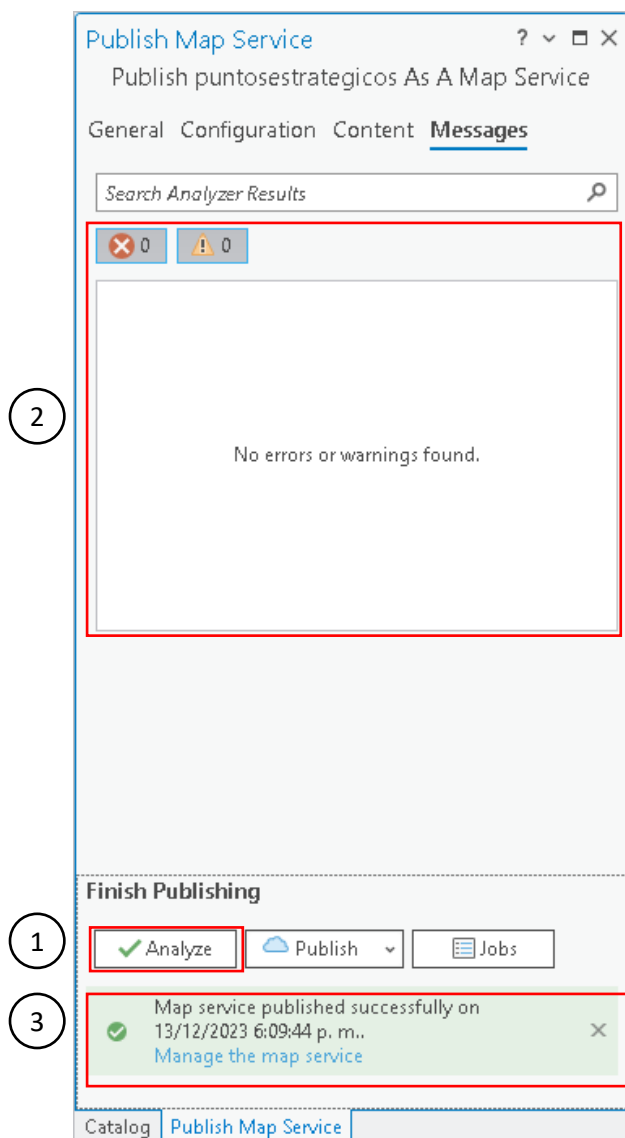 Publish Map Service ?
Publish puntosestrategicos As A Map Service
General Configuration Content Messages
Search Analyzer Results
0 0
2
No errors or warnings found.
Finish Publishing
1
Analyze Publish Jobs
3
Map service published successfully on
13/12/2023 6:09:44 p. m..
Manage the map service
Catalog Publish Map Service